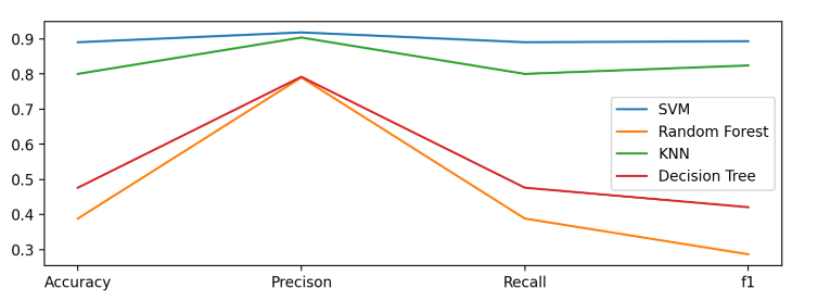 0.9
0.8
0.7
0.6
0.5
0.4
0.3
SVM
Random Forest
KNN
Decision Tree
Accuracy Precison Recall f1